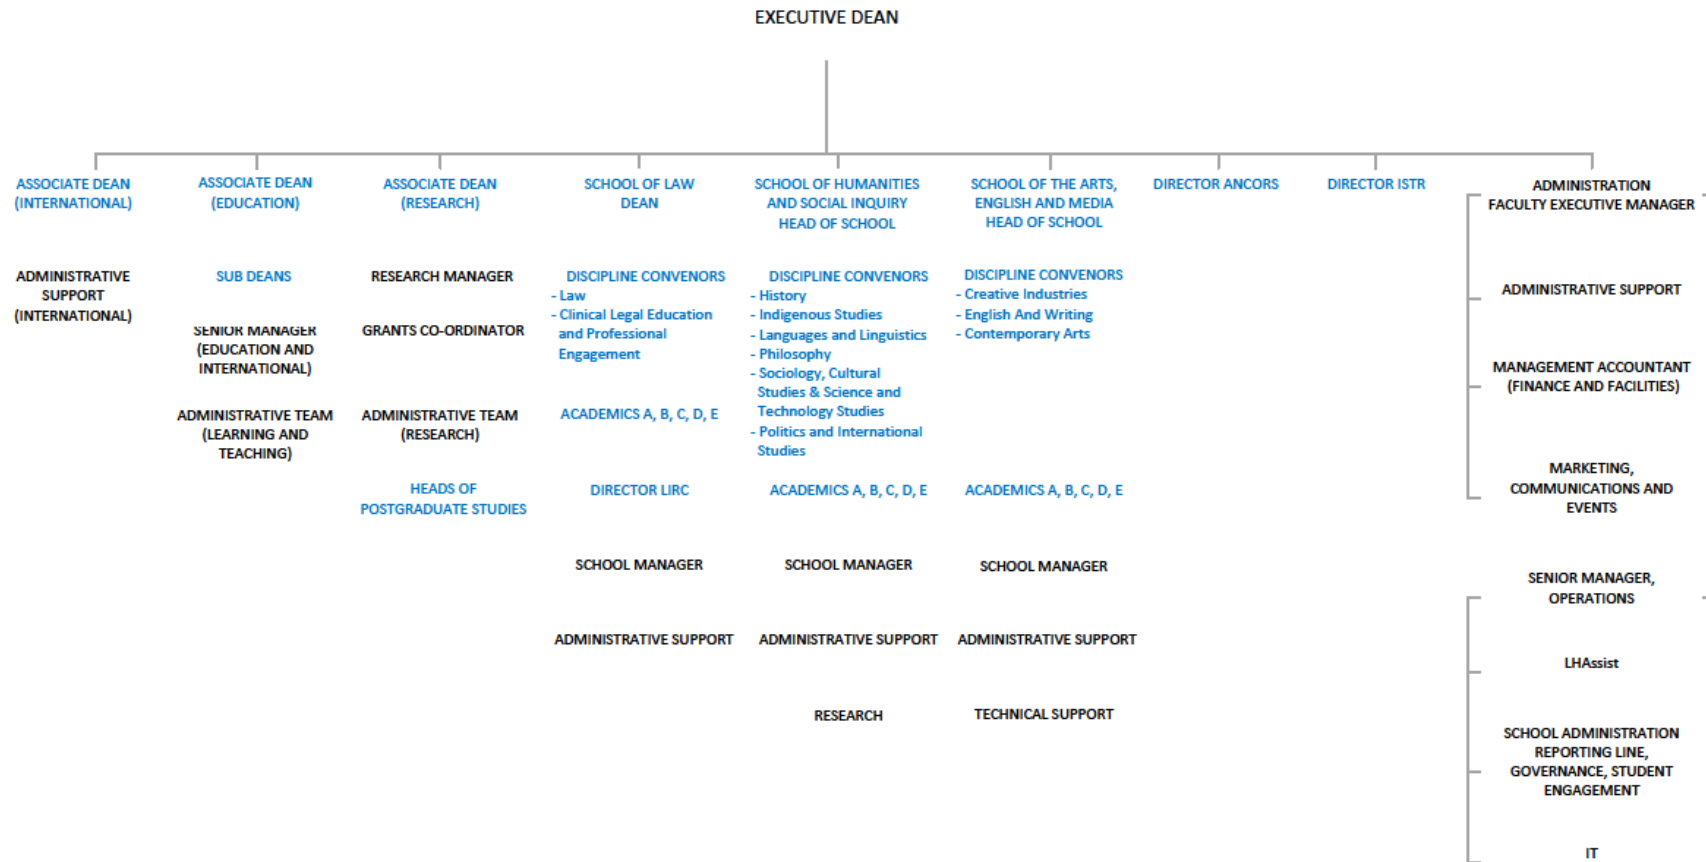 EXECUTIVE DEAN
ASSOCIATE DEAN
(INTERNATIONAL)
ADMINISTRATIVE
SUPPORT
(INTERNATIONAL)
ASSOCIATE DEAN
(EDUCATION)
SUB DEANS
SENIOR MANAGER
(EDUCATION AND
INTERNATIONAL)
ADMINISTRATIVE TEAM
(LEARNING AND
TEACHING)
ASSOCIATE DEAN
(RESEARCH)
RESEARCH MANAGER
GRANTS CO-ORDINATOR
ADMINISTRATIVE TEAM
(RESEARCH)
HEADS OF
POSTGRADUATE STUDIES
SCHOOL OF LAW
DEAN
DISCIPLINE CONVENORS
- Law
- Clinical Legal Education
and Professional
Engagement
ACADEMICS A, B, C, D, E
DIRECTOR LIRC
SCHOOL MANAGER
ADMINISTRATIVE SUPPORT
SCHOOL OF HUMANITIES
AND SOCIAL INQUIRY
HEAD OF SCHOOL
DISCIPLINE CONVENORS
- History
- Indigenous Studies
- Languages and Linguistics
- Philosophy
- Sociology, Cultural
Studies & Science and
Technology Studies
- Politics and International
Studies
ACADEMICS A, B, C, D, E
SCHOOL MANAGER
ADMINISTRATIVE SUPPORT
RESEARCH
SCHOOL OF THE ARTS,
ENGLISH AND MEDIA
HEAD OF SCHOOL
DISCIPLINE CONVENORS
- Creative Industries
- English And Writing
- Contemporary Arts
ACADEMICS A, B, C, D, E
SCHOOL MANAGER
ADMINISTRATIVE SUPPORT
TECHNICAL SUPPORT
DIRECTOR ANCORS
DIRECTOR ISTR
ADMINISTRATION
FACULTY EXECUTIVE MANAGER
ADMINISTRATIVE SUPPORT
MANAGEMENT ACCOUNTANT
(FINANCE AND FACILITIES)
MARKETING,
COMMUNICATIONS AND
EVENTS
SENIOR MANAGER,
OPERATIONS
LHAssist
SCHOOL ADMINISTRATION
REPORTING LINE,
GOVERNANCE, STUDENT
ENGAGEMENT
IT